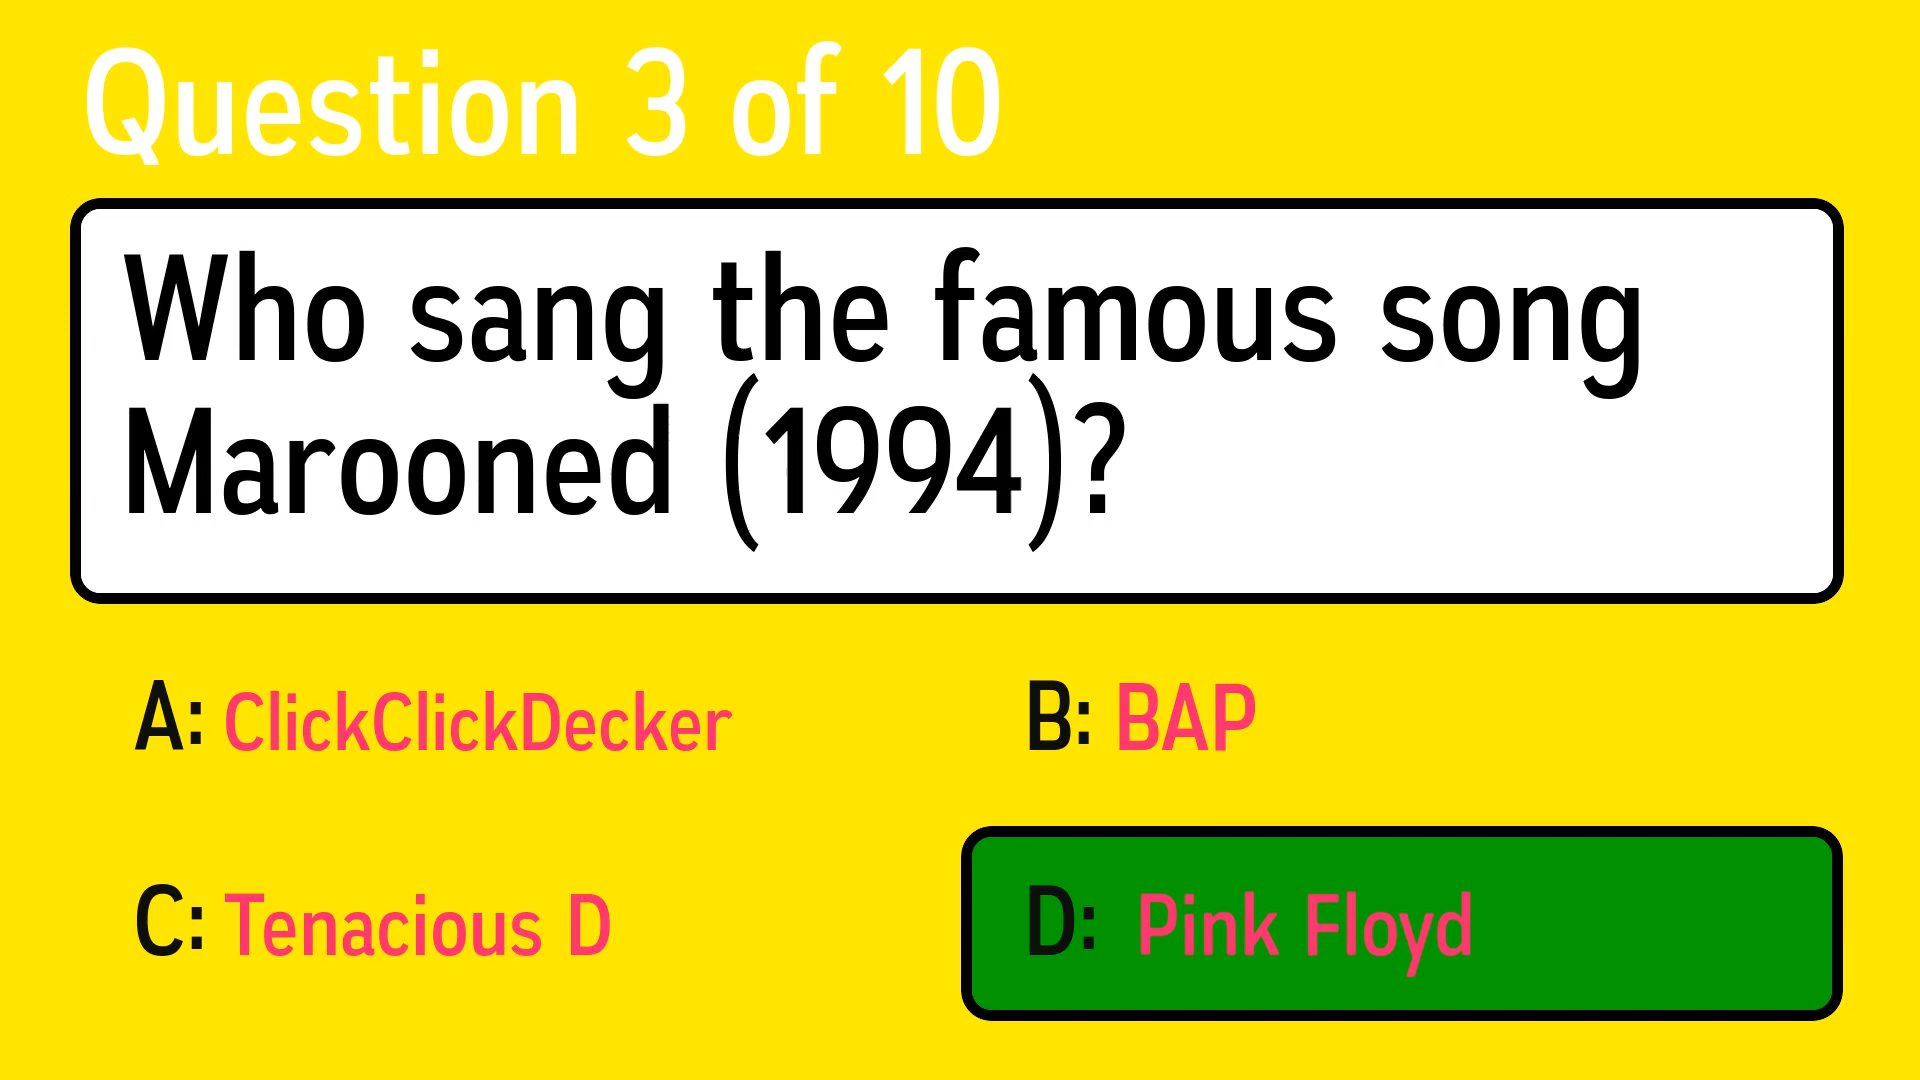 Question 3 of 10
Who sang the famous song
Marooned (1994)?
A: ClickClickDecker
B: BAP
C: Tenacious D
D: Pink Floyd